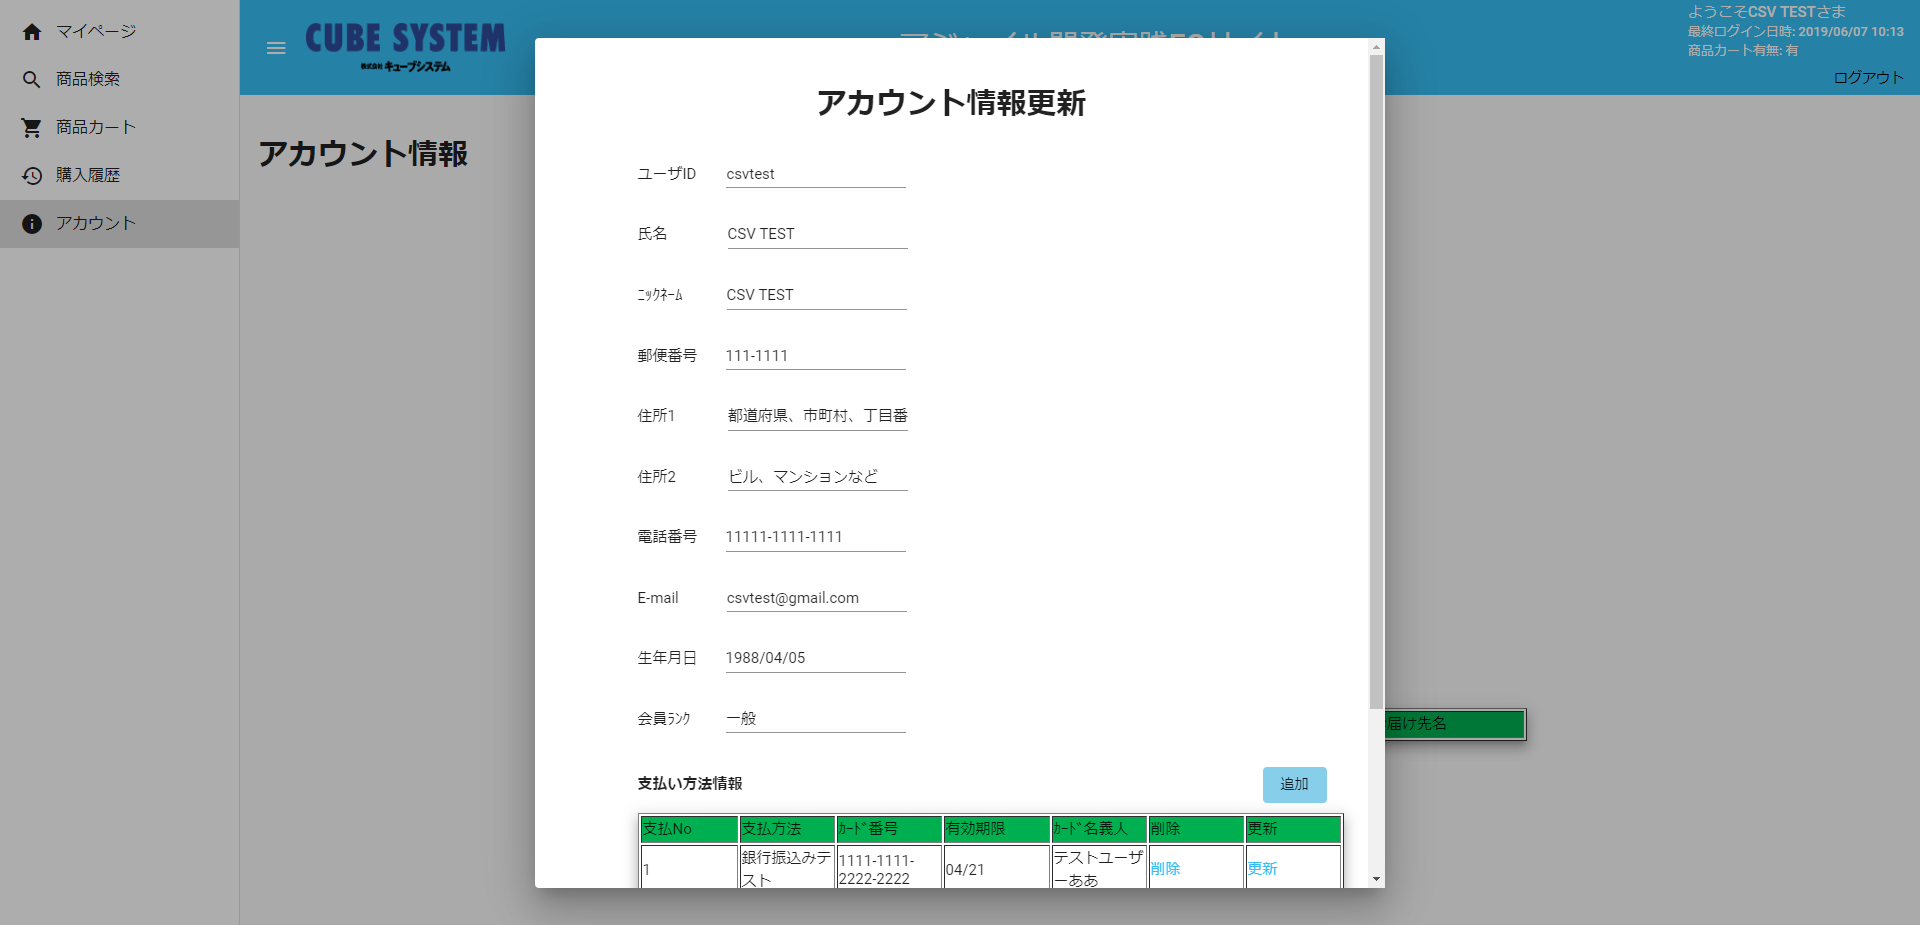 マイページ
商品検索
商品カート
購入履歴
アカウント
CUBE SYSTEM
株式会社 キューブシステム
ようこそCSV TESTさま
最終ログイン日時: 2019/06/07 10:13
商品カート有無: 有
ログアウト
アカウント情報
アカウント情報更新
ユーザID csvtest
氏名 CSV TEST
ﾆｯｸﾈｰﾑ CSV TEST
郵便番号 111-1111
住所1 都道府県、市町村、丁目番
住所2 ビル、マンションなど
電話番号 11111-1111-1111
E-mail csvtest@gmail.com
生年月日 1988/04/05
会員ﾗﾝｸ 一般
届け先名
支払い方法情報 追加
支払No 支払方法 ｶｰﾄﾞ番号 有効期限 ｶｰﾄﾞ名義人 削除 更新
1 銀行振込みテスト 1111-1111-2222-2222 04/21 テストユーザーああ 削除 更新